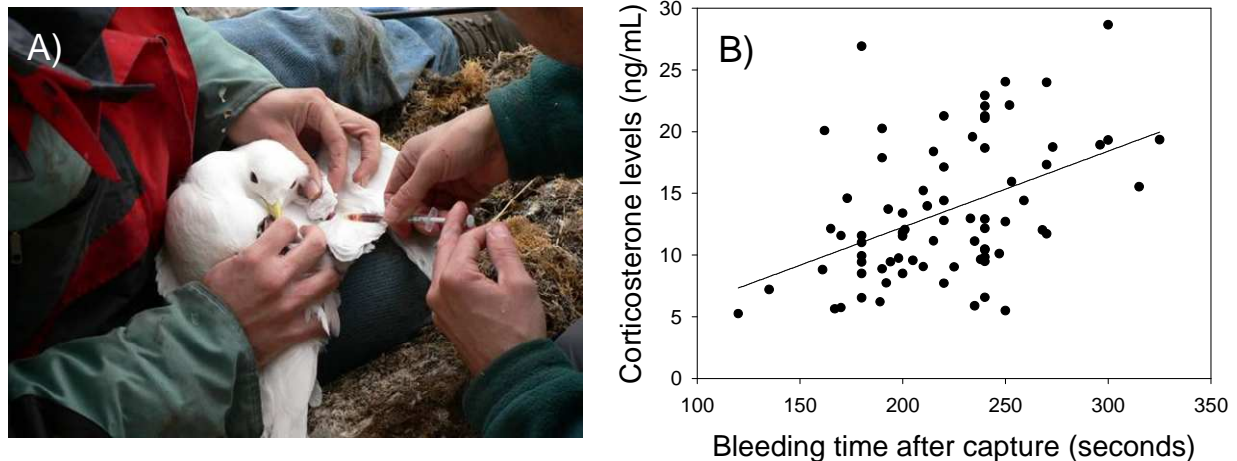 A)
B)
Corticosterone levels (ng/mL)
30
25
20
15
10
5
0
100 150 200 250 300 350
Bleeding time after capture (seconds)